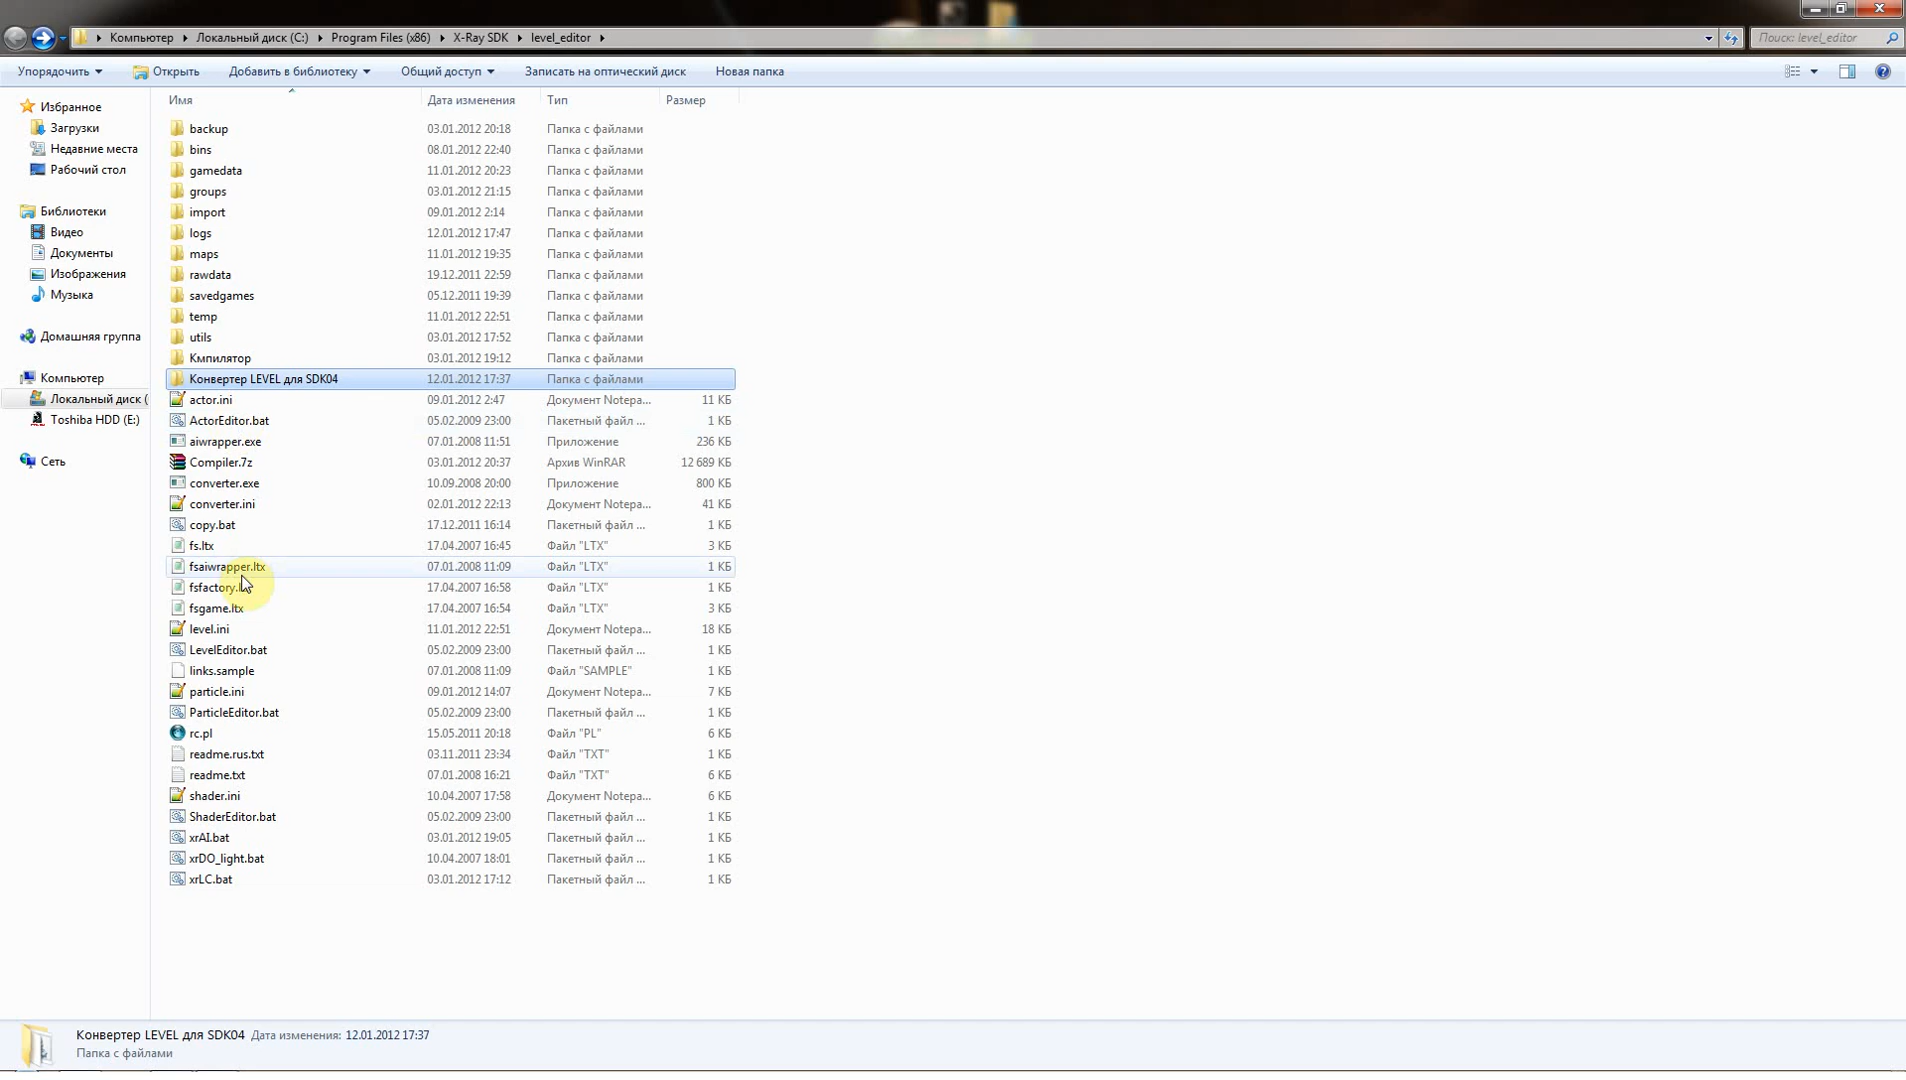 Компьютер Локальный диск (C:) Program Files (x86) X-Ray SDK level_editor Поиск: level_editor
Упорядочить Открыть Добавить в библиотеку Общий доступ Записать на оптический диск Новая папка
Избранное
Загрузки
Недавние места
Рабочий стол
Библиотеки
Видео
Документы
Изображения
Музыка
Домашняя группа
Компьютер
Локальный диск (
Toshiba HDD (E:)
Сеть
Имя Дата изменения Тип Размер
backup 03.01.2012 20:18 Папка с файлами
bins 08.01.2012 22:40 Папка с файлами
gamedata 11.01.2012 20:23 Папка с файлами
groups 03.01.2012 21:15 Папка с файлами
import 09.01.2012 2:14 Папка с файлами
logs 12.01.2012 17:47 Папка с файлами
maps 11.01.2012 19:35 Папка с файлами
rawdata 19.12.2011 22:59 Папка с файлами
savedgames 05.12.2011 19:39 Папка с файлами
temp 11.01.2012 22:51 Папка с файлами
utils 03.01.2012 17:52 Папка с файлами
Кмпилятор 03.01.2012 19:12 Папка с файлами
Конвертер LEVEL для SDK04 12.01.2012 17:37 Папка с файлами
actor.ini 09.01.2012 2:47 Документ Notepa... 11 КБ
ActorEditor.bat 05.02.2009 23:00 Пакетный файл ... 1 КБ
aiwrapper.exe 07.01.2008 11:51 Приложение 236 КБ
Compiler.7z 03.01.2012 20:37 Архив WinRAR 12 689 КБ
converter.exe 10.09.2008 20:00 Приложение 800 КБ
converter.ini 02.01.2012 22:13 Документ Notepa... 41 КБ
copy.bat 17.12.2011 16:14 Пакетный файл ... 1 КБ
fs.ltx 17.04.2007 16:45 Файл "LTX" 3 КБ
fsaiwrapper.ltx 07.01.2008 11:09 Файл "LTX" 1 КБ
fsfactory.l 17.04.2007 16:58 Файл "LTX" 1 КБ
fsgame.ltx 17.04.2007 16:54 Файл "LTX" 3 КБ
level.ini 11.01.2012 22:51 Документ Notepa... 18 КБ
LevelEditor.bat 05.02.2009 23:00 Пакетный файл ... 1 КБ
links.sample 07.01.2008 11:09 Файл "SAMPLE" 1 КБ
particle.ini 09.01.2012 14:07 Документ Notepa... 7 КБ
ParticleEditor.bat 05.02.2009 23:00 Пакетный файл ... 1 КБ
rc.pl 15.05.2011 20:18 Файл "PL" 6 КБ
readme.rus.txt 03.11.2011 23:34 Файл "TXT" 1 КБ
readme.txt 07.01.2008 16:21 Файл "TXT" 6 КБ
shader.ini 10.04.2007 17:58 Документ Notepa... 6 КБ
ShaderEditor.bat 05.02.2009 23:00 Пакетный файл ... 1 КБ
xrAI.bat 03.01.2012 19:05 Пакетный файл ... 1 КБ
xrDO_light.bat 10.04.2007 18:01 Пакетный файл ... 1 КБ
xrLC.bat 03.01.2012 17:12 Пакетный файл ... 1 КБ
Конвертер LEVEL для SDK04 Дата изменения: 12.01.2012 17:37
Папка с файлами